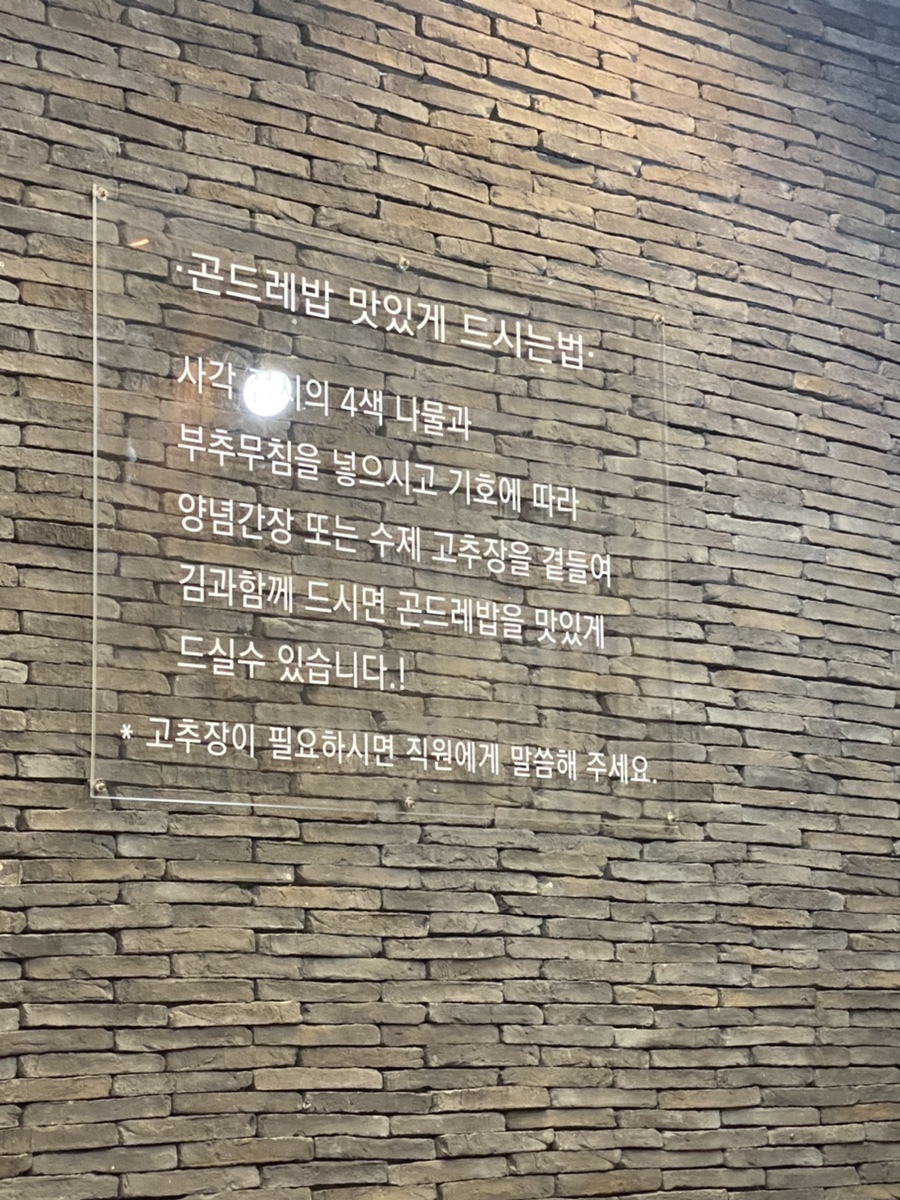 ·곤드레밥 맛있게 드시는법·
사각 의 4색 나물과
부추무침을 넣으시고 기호에 따라
양념간장 또는 수제 고추장을 곁들여
김과함께 드시면 곤드레밥을 맛있게
드실수 있습니다.!
* 고추장이 필요하시면 직원에게 말씀해 주세요.